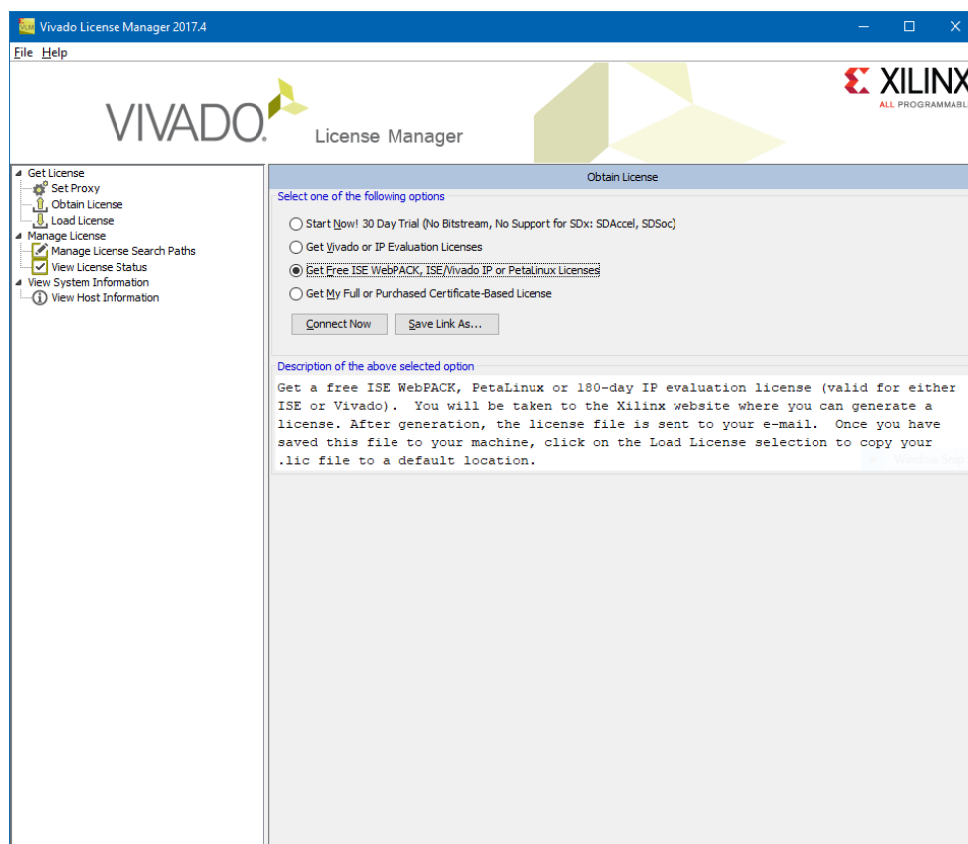 Vivado License Manager 2017.4
File Help
VIVADO.
License Manager
XILINX
ALL PROGRAMMABLE
Get License
Set Proxy
Obtain License
Load License
Manage License
Manage License Search Paths
View License Status
View System Information
View Host Information
Obtain License
Select one of the following options
Start Now! 30 Day Trial (No Bitstream, No Support for SDx: SDAccel, SDSoc)
Get Vivado or IP Evaluation Licenses
Get Free ISE WebPACK, ISE/Vivado IP or PetaLinux Licenses
Get My Full or Purchased Certificate-Based License
Connect Now Save Link As...
Description of the above selected option
Get a free ISE WebPACK, PetaLinux or 180-day IP evaluation license (valid for either
ISE or Vivado).  You will be taken to the Xilinx website where you can generate a
license. After generation, the license file is sent to your e-mail.  Once you have
saved this file to your machine, click on the Load License selection to copy your
.lic file to a default location.
Window Snip